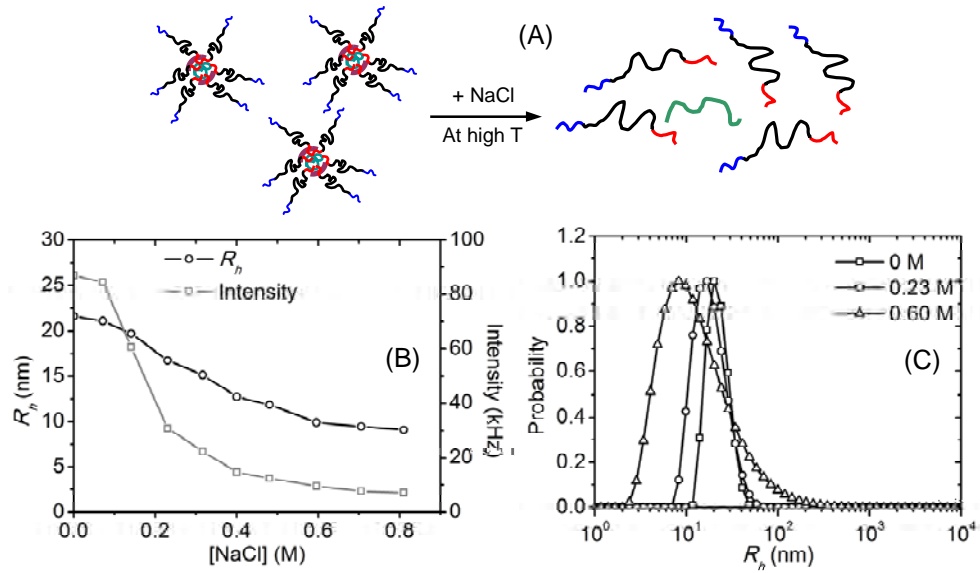 (A)
+ NaCl
At high T
(B)
30
25
20
15
10
5
0
R_h (nm)
0.0
0.2
0.4
0.6
0.8
[NaCl] (M)
100
80
60
40
20
0
Intensity (kHz)
R_h
Intensity
(C)
1.2
1.0
0.8
0.6
0.4
0.2
0.0
Probability
10^0
10^1
10^2
10^3
10^4
R_h (nm)
0 M
0.23 M
0.60 M